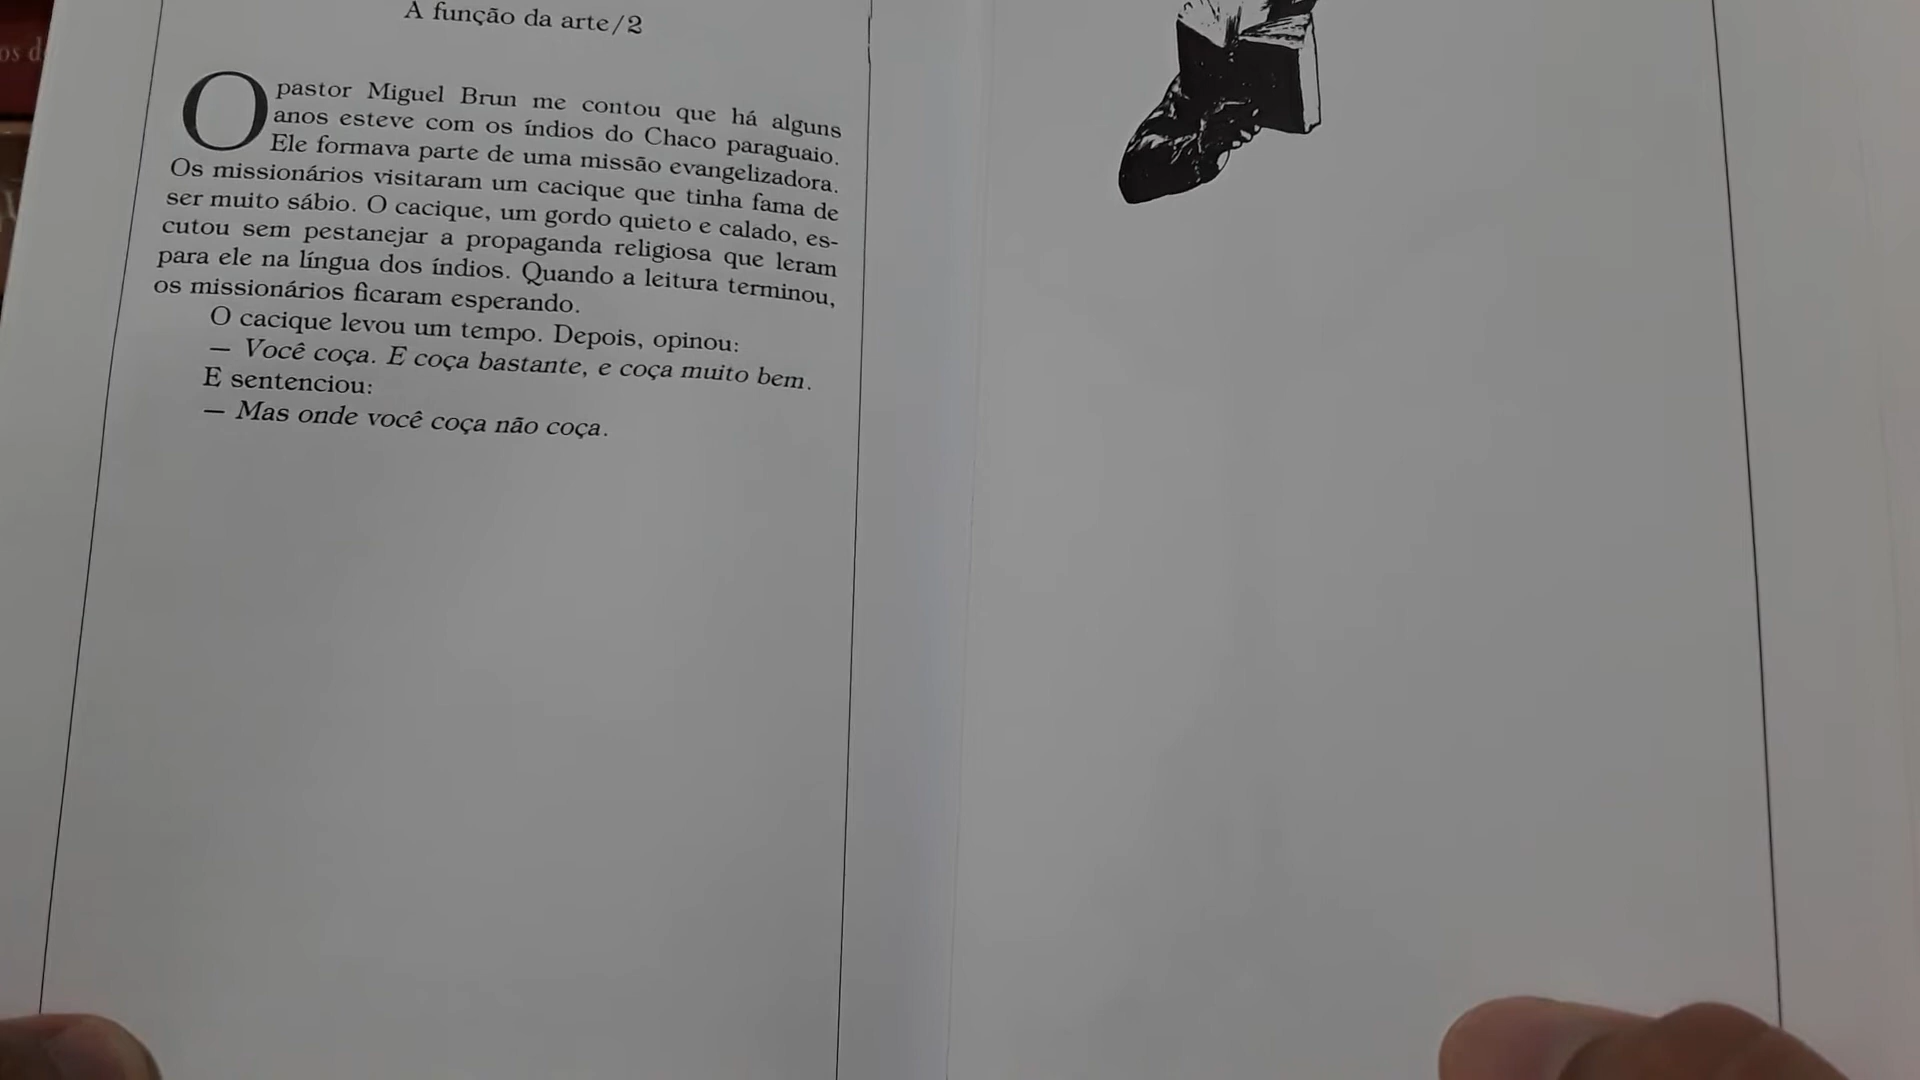 os d
A função da arte/2
O pastor Miguel Brun me contou que há alguns
anos esteve com os índios do Chaco paraguaio.
Ele formava parte de uma missão evangelizadora.
Os missionários visitaram um cacique que tinha fama de
ser muito sábio. O cacique, um gordo quieto e calado, es-
cutou sem pestanejar a propaganda religiosa que leram
para ele na língua dos índios. Quando a leitura terminou,
os missionários ficaram esperando.
O cacique levou um tempo. Depois, opinou:
— Você coça. E coça bastante, e coça muito bem.
E sentenciou:
— Mas onde você coça não coça.